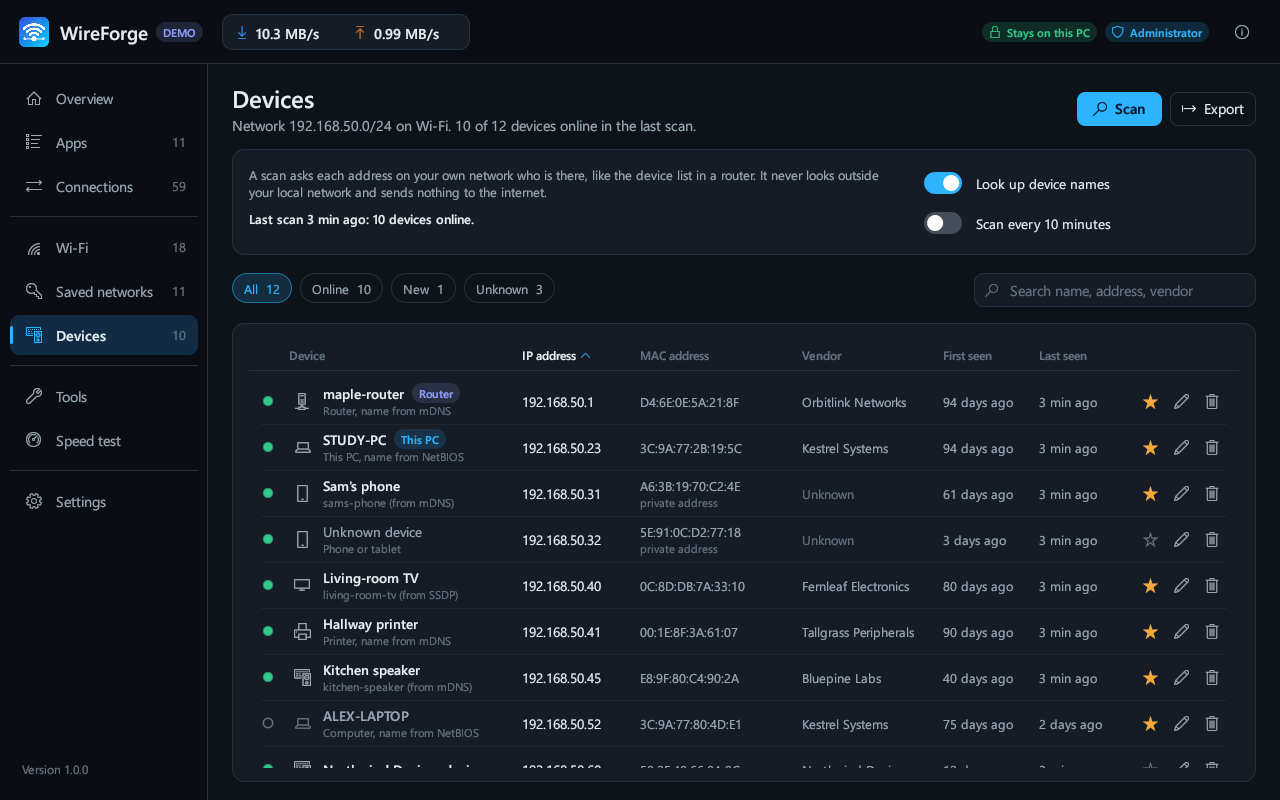 WireForge DEMO 10.3 MB/s 0.99 MB/s Stays on this PC Administrator
Overview
Apps 11
Connections 59
Wi-Fi 18
Saved networks 11
Devices 10
Tools
Speed test
Settings
Version 1.0.0
Devices
Network 192.168.50.0/24 on Wi-Fi. 10 of 12 devices online in the last scan.
Scan Export
A scan asks each address on your own network who is there, like the device list in a router. It never looks outside
your local network and sends nothing to the internet.
Last scan 3 min ago: 10 devices online.
Look up device names
Scan every 10 minutes
All 12 Online 10 New 1 Unknown 3 Search name, address, vendor
Device IP address MAC address Vendor First seen Last seen
maple-router Router 192.168.50.1 D4:6E:0E:5A:21:8F Orbitlink Networks 94 days ago 3 min ago
Router, name from mDNS
STUDY-PC This PC 192.168.50.23 3C:9A:77:2B:19:5C Kestrel Systems 94 days ago 3 min ago
This PC, name from NetBIOS
Sam's phone 192.168.50.31 A6:3B:19:70:C2:4E Unknown 61 days ago 3 min ago
sams-phone (from mDNS) private address
Unknown device 192.168.50.32 5E:91:0C:D2:77:18 Unknown 3 days ago 3 min ago
Phone or tablet private address
Living-room TV 192.168.50.40 0C:8D:DB:7A:33:10 Fernleaf Electronics 80 days ago 3 min ago
living-room-tv (from SSDP)
Hallway printer 192.168.50.41 00:1E:8F:3A:61:07 Tallgrass Peripherals 90 days ago 3 min ago
Printer, name from mDNS
Kitchen speaker 192.168.50.45 E8:9F:80:C4:90:2A Bluepine Labs 40 days ago 3 min ago
kitchen-speaker (from mDNS)
ALEX-LAPTOP 192.168.50.52 3C:9A:77:80:4D:E1 Kestrel Systems 75 days ago 2 days ago
Computer, name from NetBIOS